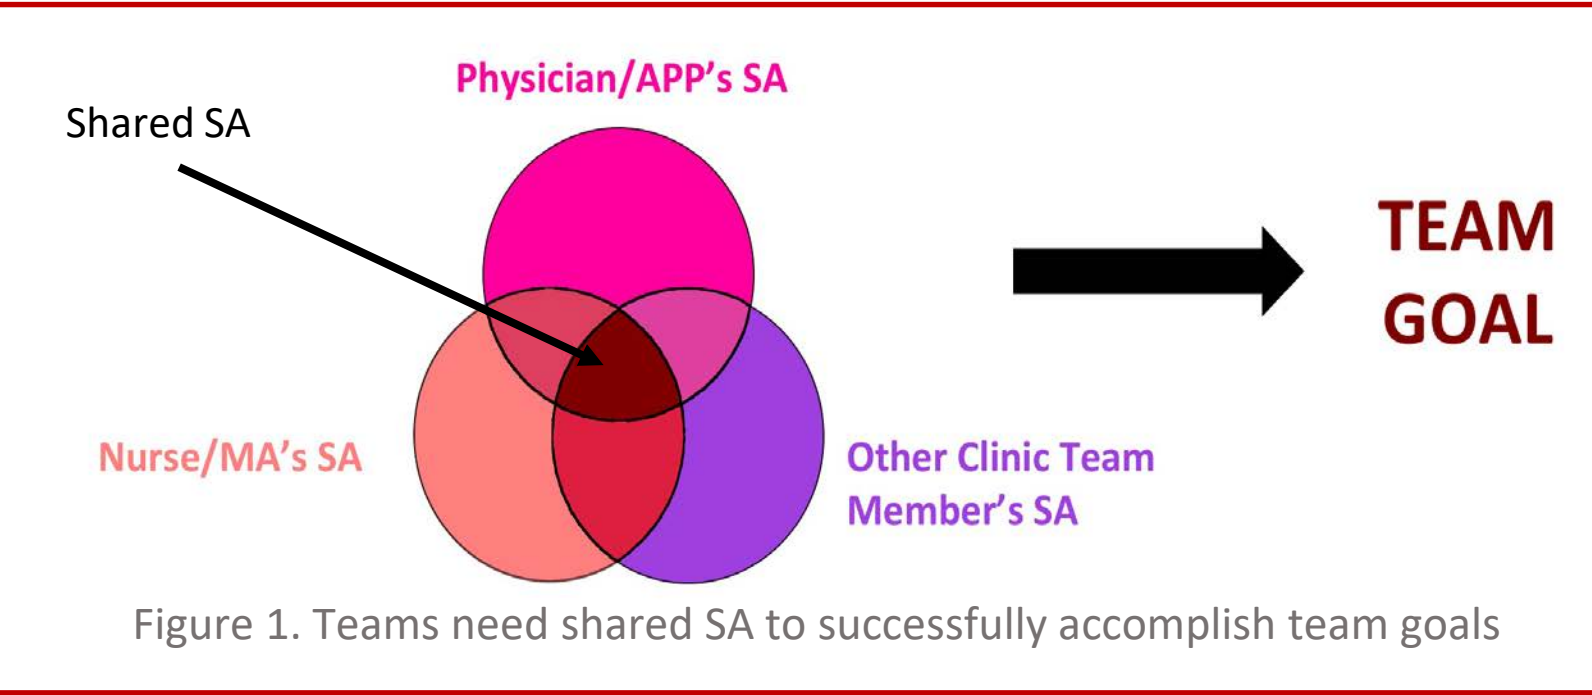 Physician/APP’s SA
Shared SA
TEAM
GOAL
Nurse/MA’s SA
Other Clinic Team
Member’s SA
Figure 1. Teams need shared SA to successfully accomplish team goals